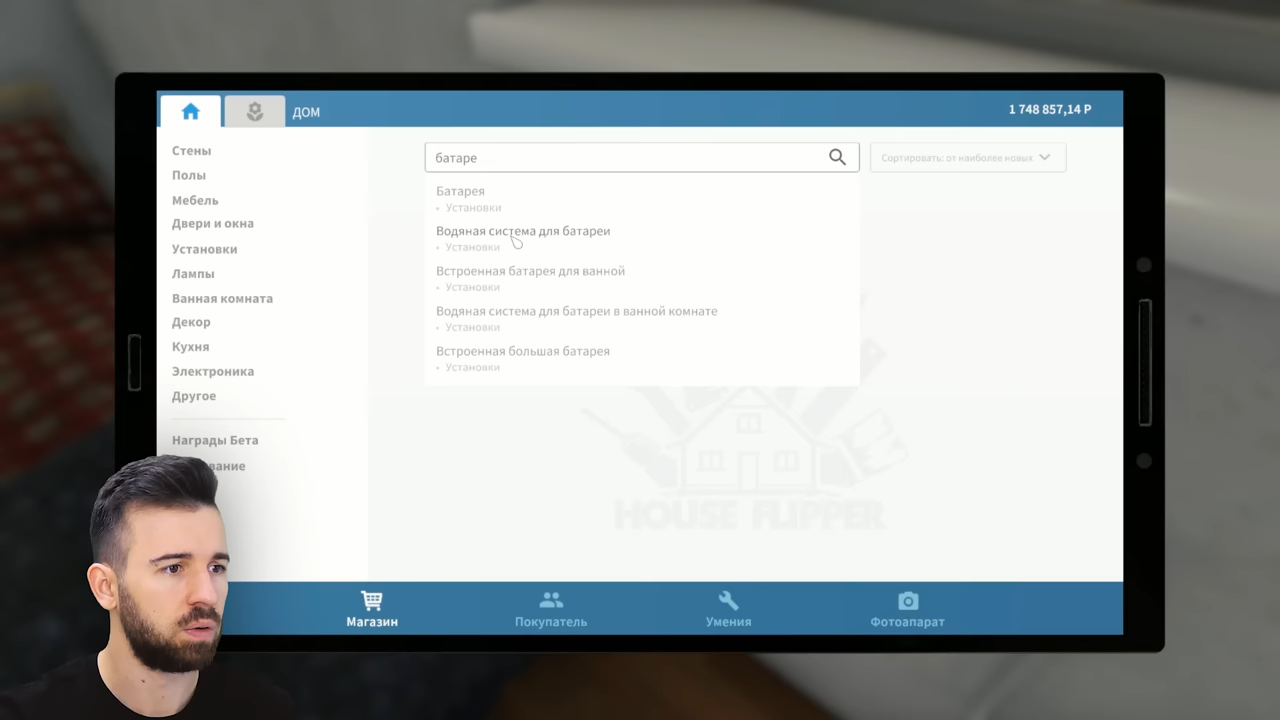 ДОМ
1 748 857,14 Р
Стены
Полы
Мебель
Двери и окна
Установки
Лампы
Ванная комната
Декор
Кухня
Электроника
Другое
Награды Бета
батаре
Сортировать: от наиболее новых
Батарея
• Установки
Водяная система для батареи
• Установки
Встроенная батарея для ванной
• Установки
Водяная система для батареи в ванной комнате
• Установки
Встроенная большая батарея
• Установки
HOUSE FLIPPER
Магазин
Покупатель
Умения
Фотоаппарат